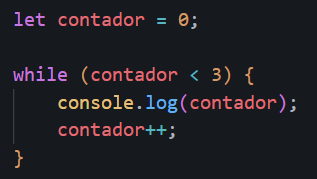 let contador = 0;

while (contador < 3) {
    console.log(contador);
    contador++;
}